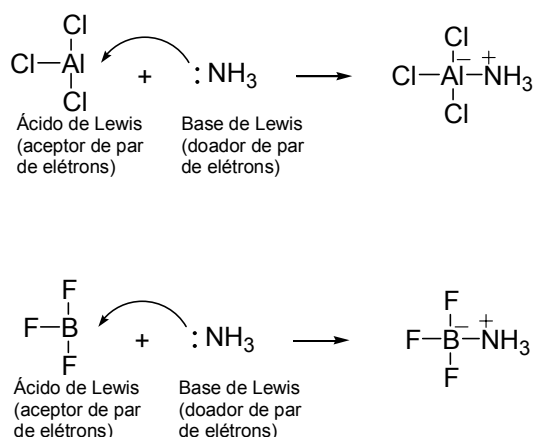 Cl
Cl Al + :NH3 Cl Al NH3
Cl Cl
Cl
− +
Ácido de Lewis Base de Lewis
(aceptor de par (doador de par
de elétrons) de elétrons)
F
F B + :NH3 F B NH3
F F
F
− +
Ácido de Lewis Base de Lewis
(aceptor de par (doador de par
de elétrons) de elétrons)